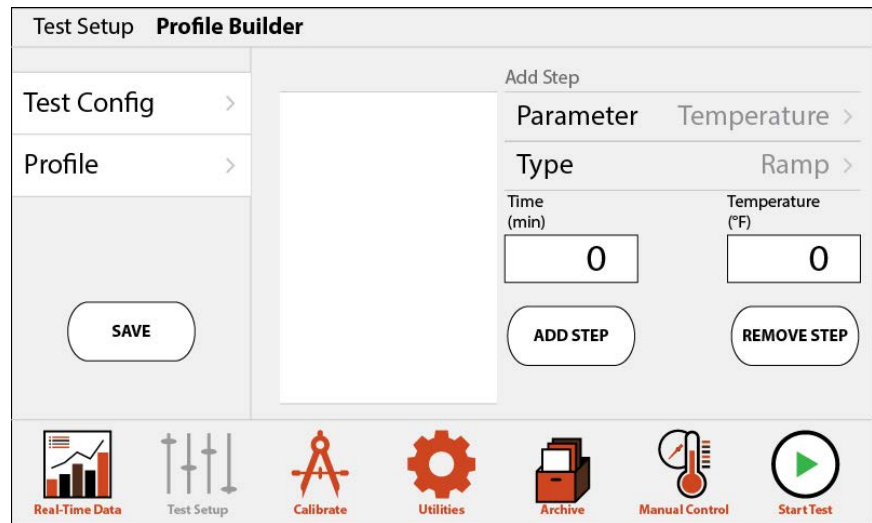 Test Setup Profile Builder
Test Config
Profile
SAVE
Add Step
Parameter Temperature
Type Ramp
Time
(min)
Temperature
(°F)
0 0
ADD STEP REMOVE STEP
Real-Time Data Test Setup Calibrate Utilities Archive Manual Control Start Test